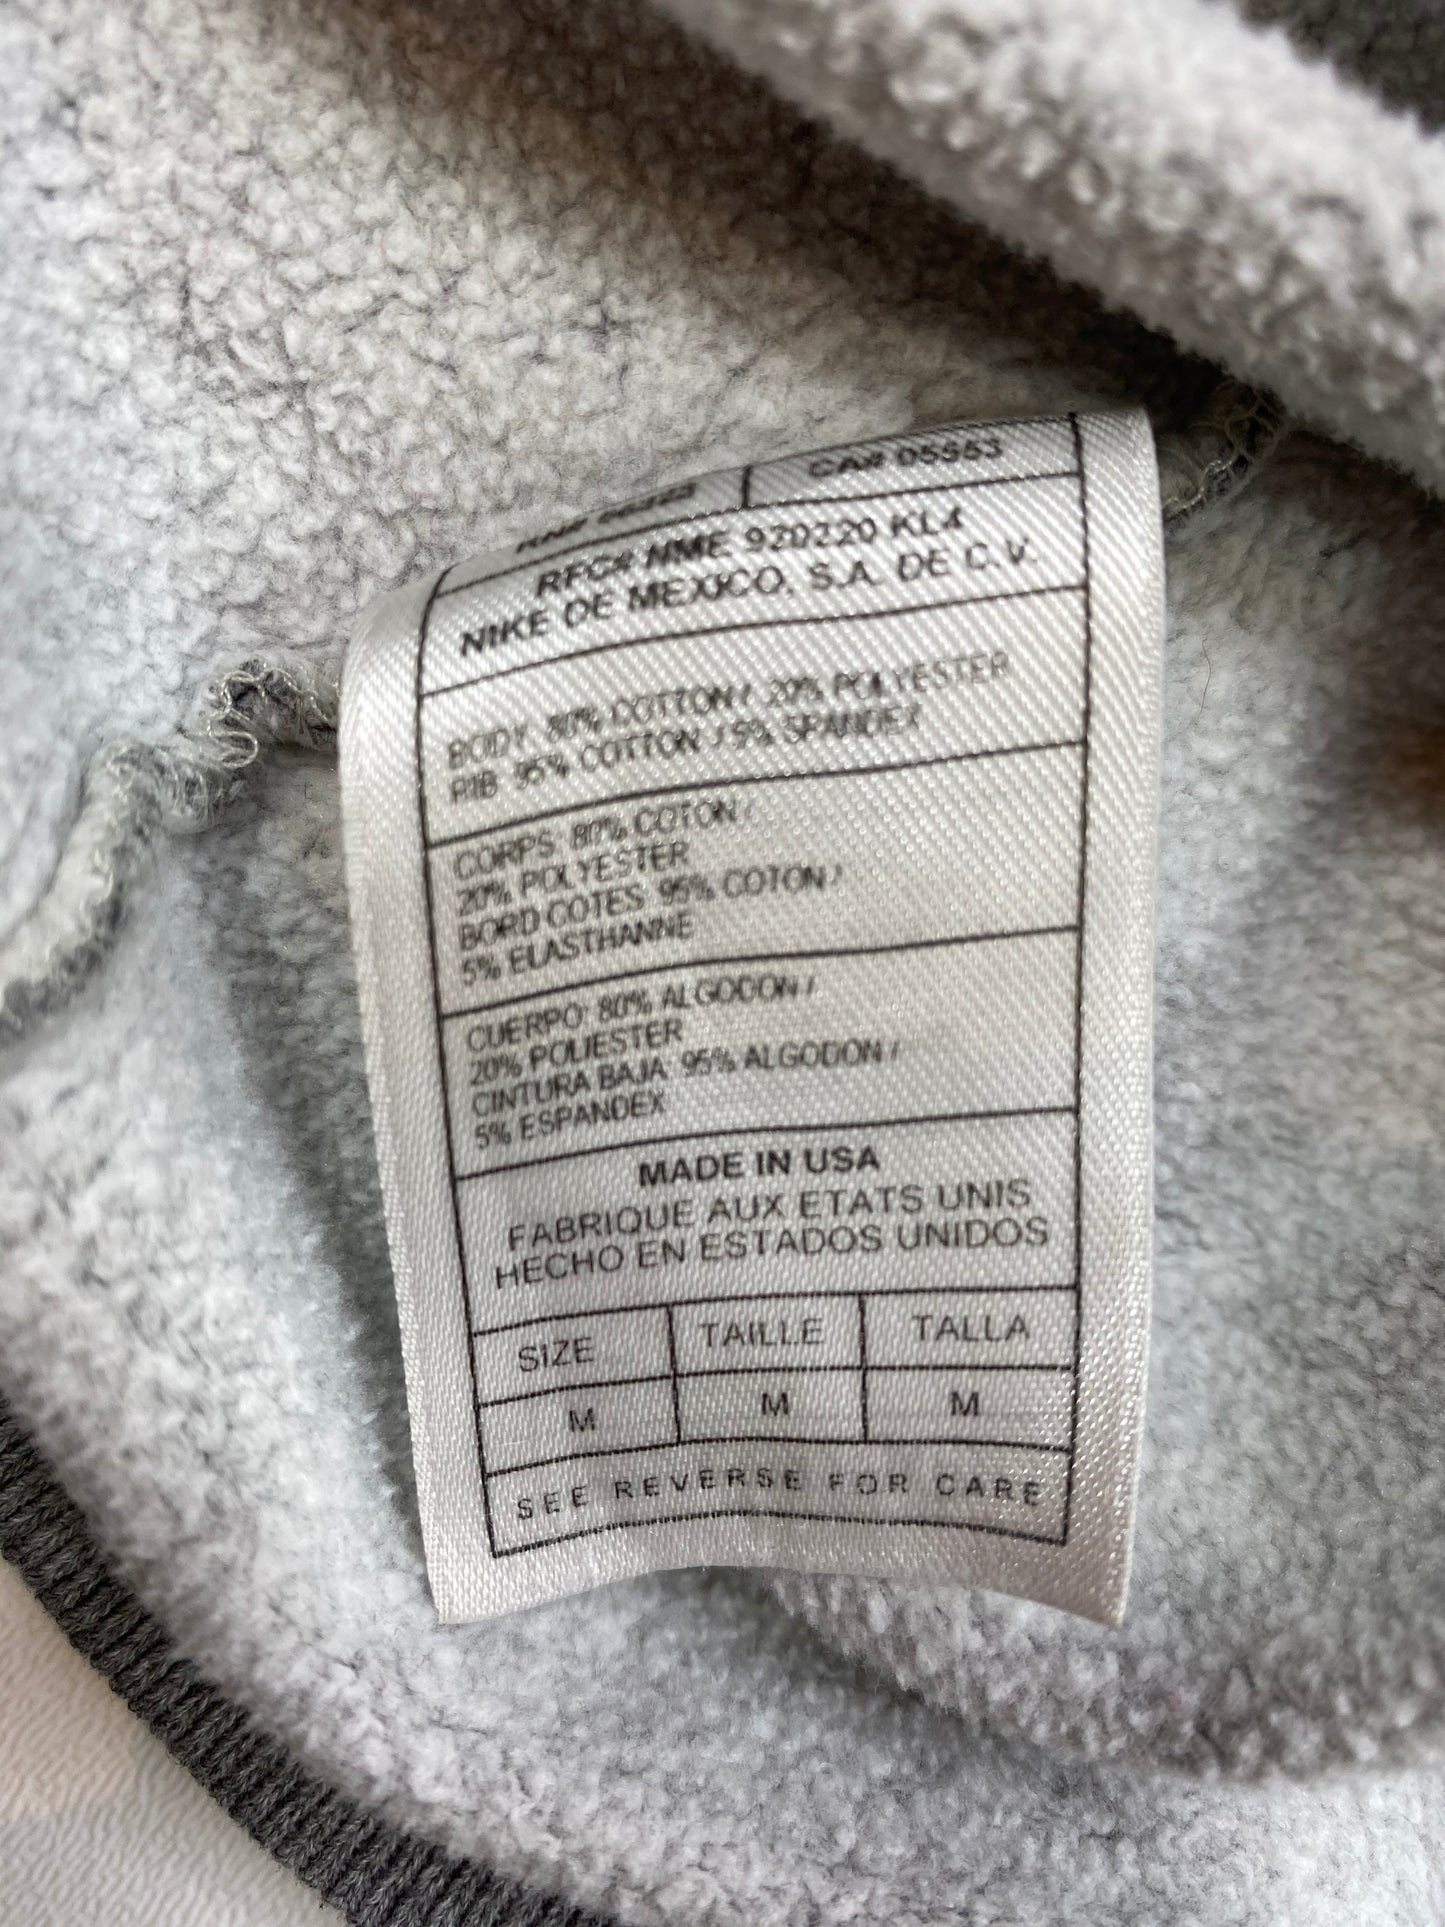 RN# 56323 CA# 05553
RFC# NME 920220 KL4
NIKE DE MEXICO, S.A. DE C.V.
BODY: 80% COTTON / 20% POLYESTER
RIB: 95% COTTON / 5% SPANDEX
CORPS: 80% COTON /
20% POLYESTER
BORD COTES: 95% COTON /
5% ELASTHANNE
CUERPO: 80% ALGODON /
20% POLIESTER
CINTURA BAJA: 95% ALGODON /
5% ESPANDEX
MADE IN USA
FABRIQUE AUX ETATS UNIS
HECHO EN ESTADOS UNIDOS
SIZE TAILLE TALLA
M M M
SEE REVERSE FOR CARE